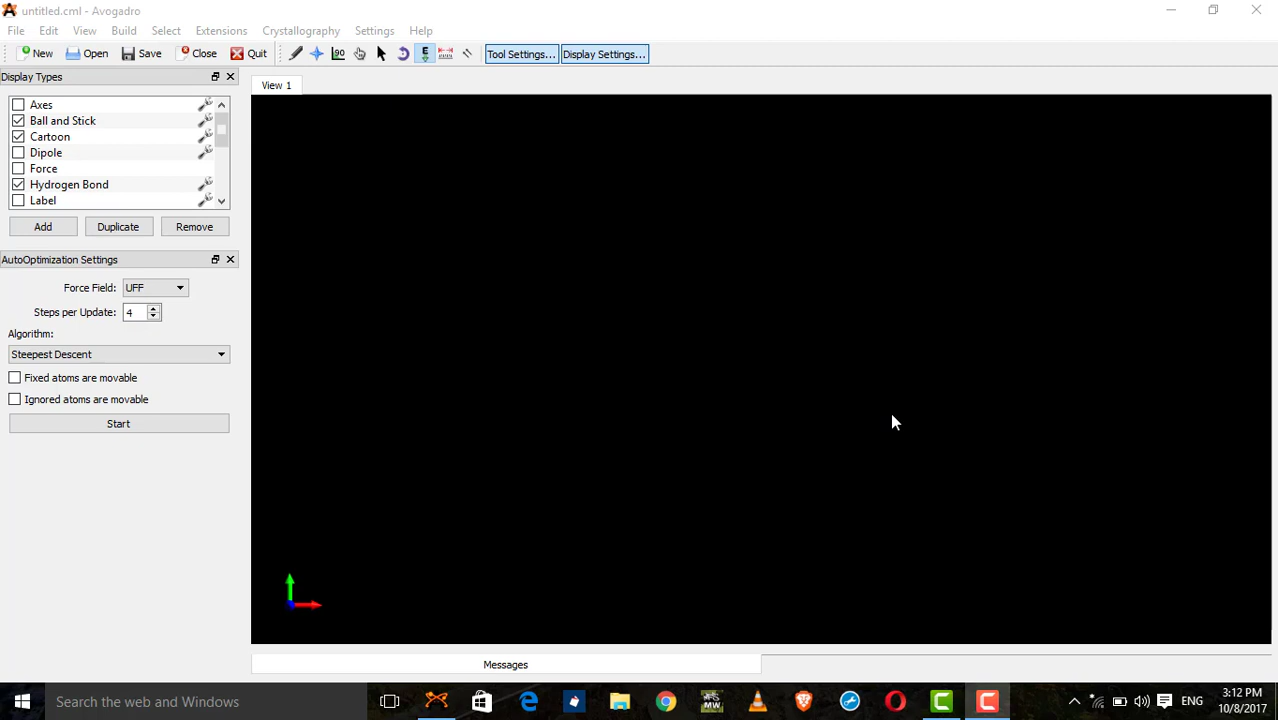 untitled.cml - Avogadro
File Edit View Build Select Extensions Crystallography Settings Help
New Open Save Close Quit Tool Settings... Display Settings...
Display Types
View 1
Axes
Ball and Stick
Cartoon
Dipole
Force
Hydrogen Bond
Label
Add Duplicate Remove
AutoOptimization Settings
Force Field: UFF
Steps per Update: 4
Algorithm:
Steepest Descent
Fixed atoms are movable
Ignored atoms are movable
Start
Messages
Search the web and Windows
ENG
3:12 PM
10/8/2017